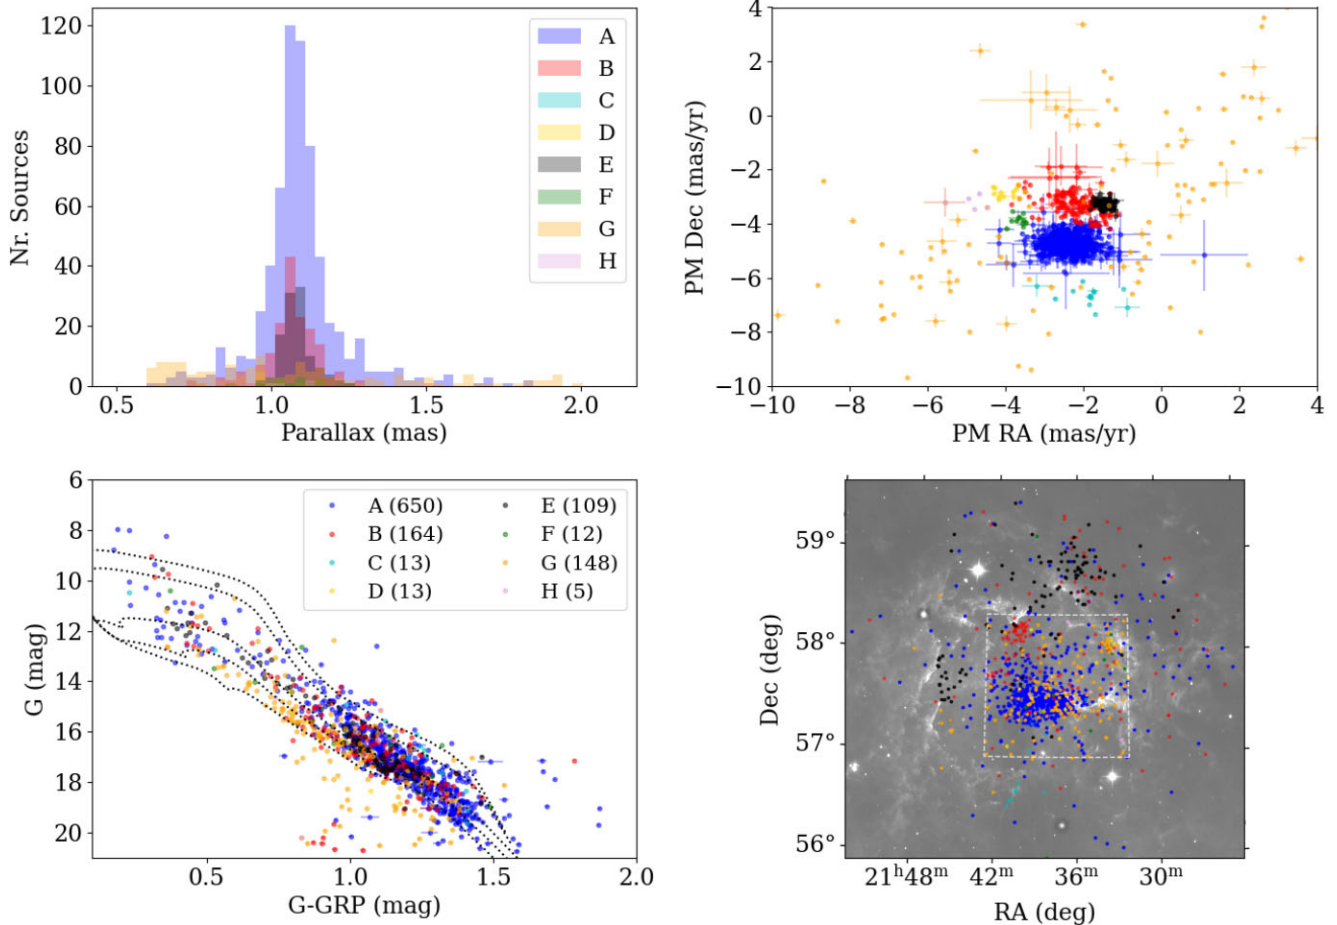 120
100
80
60
40
20
0
Nr. Sources
A
B
C
D
E
F
G
H
0.5
1.0
1.5
2.0
Parallax (mas)
4
2
0
−2
−4
−6
−8
−10
PM Dec (mas/yr)
−10
−8
−6
−4
−2
0
2
4
PM RA (mas/yr)
6
8
10
12
14
16
18
20
G (mag)
A (650)
B (164)
C (13)
D (13)
E (109)
F (12)
G (148)
H (5)
0.5
1.0
1.5
2.0
G-GRP (mag)
59°
58°
57°
56°
Dec (deg)
21h48m
42m
36m
30m
RA (deg)